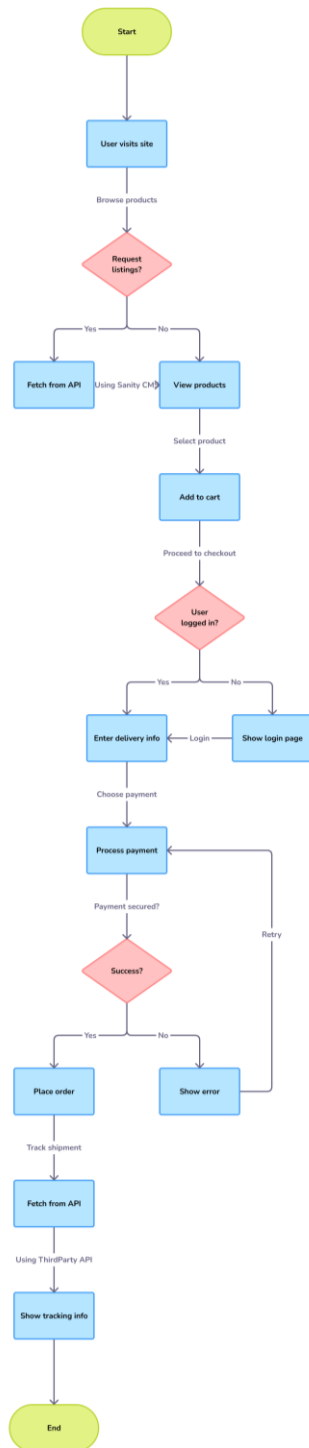 Start
User visits site
Browse products
Request
listings?
Yes
No
Fetch from API
Using Sanity CM
View products
Select product
Add to cart
Proceed to checkout
User
logged in?
Yes
No
Enter delivery info
Login
Show login page
Choose payment
Process payment
Payment secured?
Retry
Success?
Yes
No
Place order
Show error
Track shipment
Fetch from API
Using ThirdParty API
Show tracking info
End